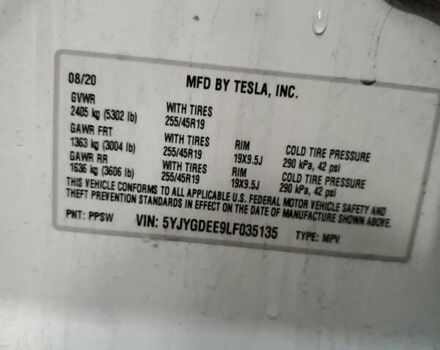 08/20 MFD BY TESLA, INC.
GVWR
2405 kg (5302 lb) WITH TIRES
GAWR FRT 255/45R19 RIM COLD TIRE PRESSURE
1363 kg (3004 lb) WITH TIRES 19X9.5J 290 kPa, 42 psi
GAWR RR 255/45R19 RIM COLD TIRE PRESSURE
1636 kg (3606 lb) WITH TIRES 19X9.5J 290 kPa, 42 psi
255/45R19
THIS VEHICLE CONFORMS TO ALL APPLICABLE U.S. FEDERAL MOTOR VEHICLE SAFETY AND
THEFT PREVENTION STANDARDS IN EFFECT ON THE DATE OF MANUFACTURE SHOWN ABOVE.
PNT: PPSW VIN: 5YJYGDEE9LF035135 TYPE: MPV